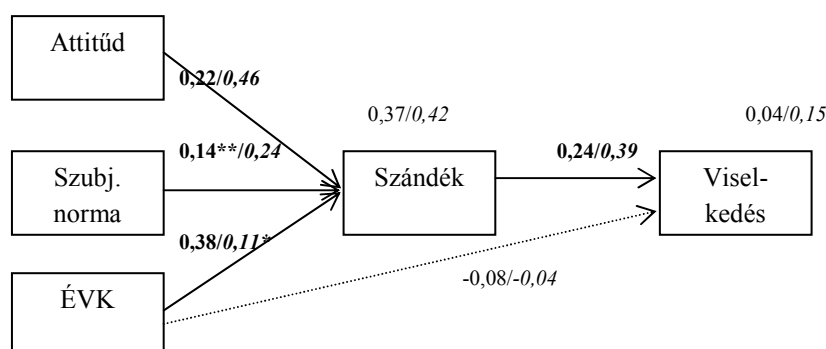 Attitűd
0,22/0,46
0,37/0,42
0,04/0,15
0,14**/0,24
0,24/0,39
Szubj.
norma
Szándék
Visel-
kedés
0,38/0,11*
-0,08/-0,04
ÉVK